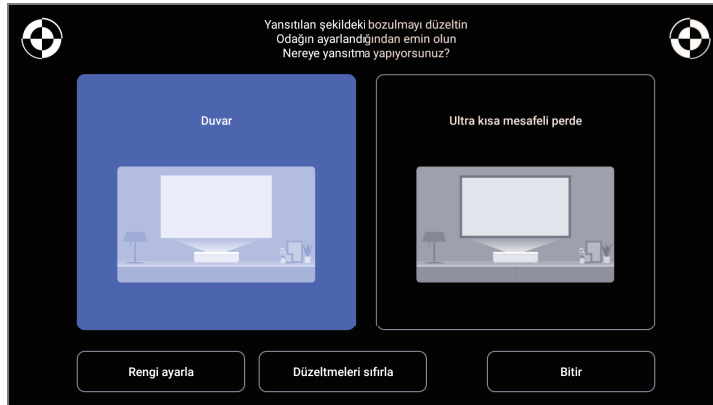 Yansıtılan şekildeki bozulmayı düzeltin
Odağın ayarlandığından emin olun
Nereye yansıtma yapıyorsunuz?
Duvar
Ultra kısa mesafeli perde
Rengi ayarla
Düzeltmeleri sıfırla
Bitir